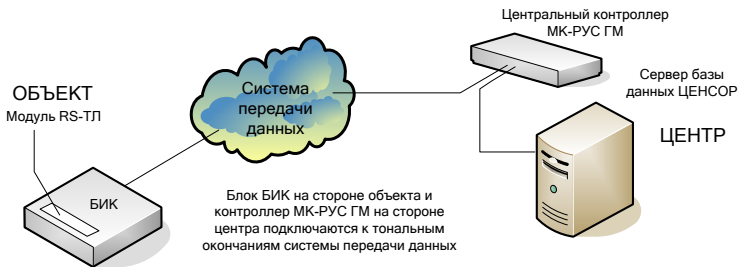 Центральный контроллер
МК-РУС ГМ
Сервер базы
данных ЦЕНСОР
ЦЕНТР
Система
передачи
данных
ОБЪЕКТ
Модуль RS-ТЛ
БИК
Блок БИК на стороне объекта и
контроллер МК-РУС ГМ на стороне
центра подключаются к тональным
окончаниям системы передачи данных